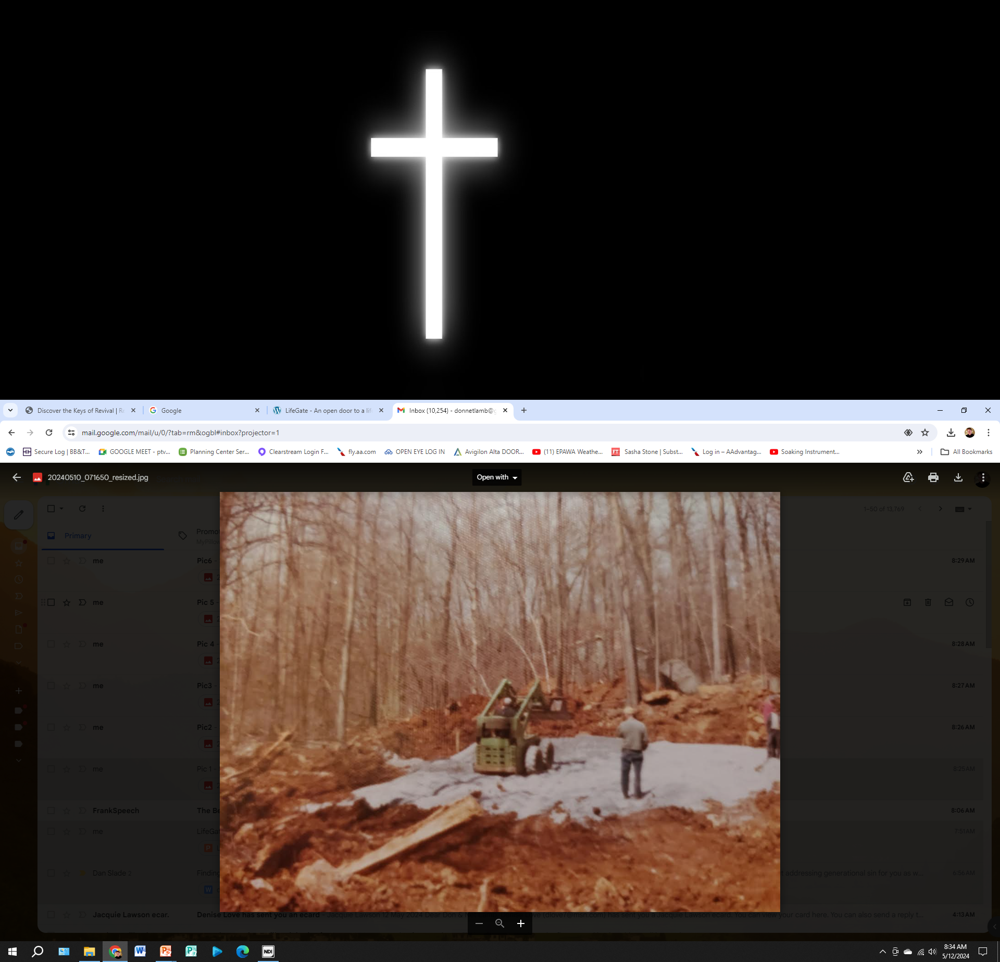 Discover the Keys of Revival | R
Google
LifeGate - An open door to a lif
Inbox (10,254) - donnetlamb@g
mail.google.com/mail/u/0/?tab=rm&ogbl#inbox?projector=1
Secure Log | BB&T...
GOOGLE MEET - ptv...
Planning Center Ser...
Clearstream Login F...
fly.aa.com
OPEN EYE LOG IN
Avigilon Alta DOOR...
(11) EPAWA Weathe...
Sasha Stone | Subst...
Log in – AAdvantag...
Soaking Instrument...
All Bookmarks
20240510_071650_resized.jpg
Open with
1–50 of 13,769
Primary
Promo
MyPillow
me
Pic6 -
8:29 AM
me
Pic 5 -
me
Pic 4 -
8:28 AM
me
Pic3 -
8:27 AM
me
Pic2 -
8:26 AM
me
Pic 1 -
8:25 AM
FrankSpeech
The Be
8:06 AM
me
LifeGat
7:51 AM
Dan Slade 2
Finding
t addressing generational sin for you as w...
6:56 AM
Jacquie Lawson ecar.
Denise Love has sent you an ecard - Jacquie Lawson 12 May 2024 Dear Don &
ve (dlove7@msn.com) has sent you a Jacquie Lawson ecard. You can view your card here. You can also send a reply t...
4:13 AM
NDI
8:34 AM
5/12/2024